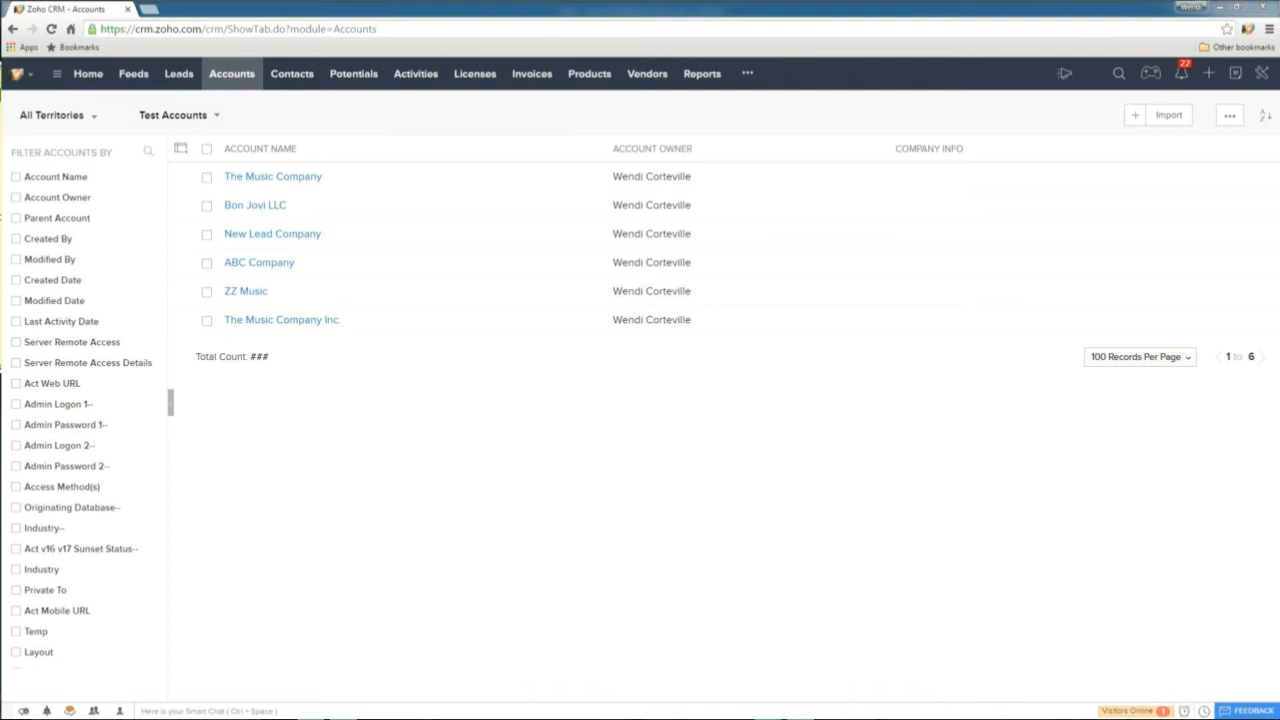 Zoho CRM - Accounts
Wendi
https://crm.zoho.com/crm/ShowTab.do?module=Accounts
Apps Bookmarks Other bookmarks
Home Feeds Leads Accounts Contacts Potentials Activities Licenses Invoices Products Vendors Reports ••• 22
All Territories Test Accounts + Import •••
FILTER ACCOUNTS BY ACCOUNT NAME ACCOUNT OWNER COMPANY INFO
Account Name
Account Owner
Parent Account
Created By
Modified By
Created Date
Modified Date
Last Activity Date
Server Remote Access
Server Remote Access Details
Act Web URL
Admin Logon 1--
Admin Password 1--
Admin Logon 2--
Admin Password 2--
Access Method(s)
Originating Database--
Industry--
Act v16 v17 Sunset Status--
Industry
Private To
Act Mobile URL
Temp
Layout
The Music Company Wendi Corteville
Bon Jovi LLC Wendi Corteville
New Lead Company Wendi Corteville
ABC Company Wendi Corteville
ZZ Music Wendi Corteville
The Music Company Inc. Wendi Corteville
Total Count: ### 100 Records Per Page 1 to 6
Here is your Smart Chat ( Ctrl + Space ) Visitors Online 1 FEEDBACK